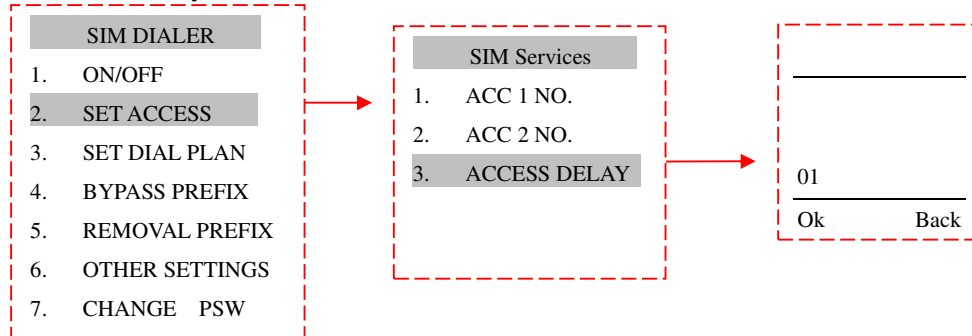 SIM DIALER
1. ON/OFF
2. SET ACCESS
3. SET DIAL PLAN
4. BYPASS PREFIX
5. REMOVAL PREFIX
6. OTHER SETTINGS
7. CHANGE PSW
SIM Services
1. ACC 1 NO.
2. ACC 2 NO.
3. ACCESS DELAY
01
Ok Back